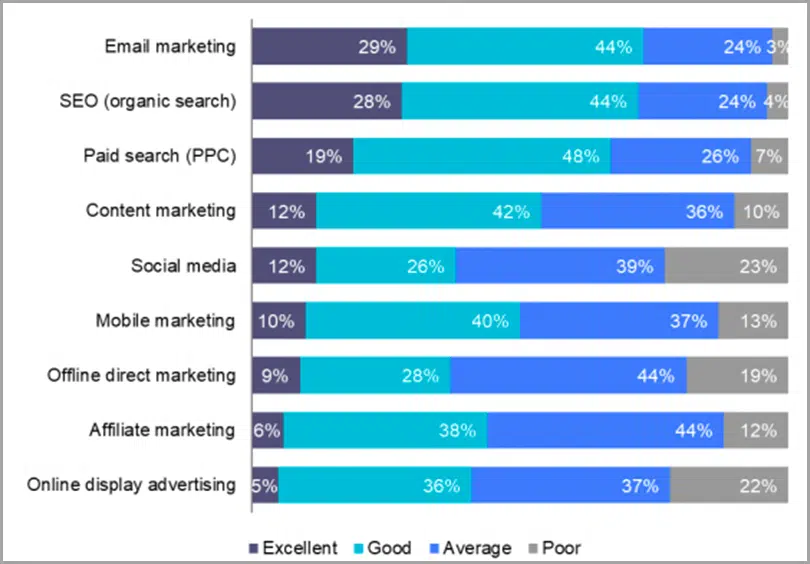 Email marketing 29% 44% 24% 3%
SEO (organic search) 28% 44% 24% 4%
Paid search (PPC) 19% 48% 26% 7%
Content marketing 12% 42% 36% 10%
Social media 12% 26% 39% 23%
Mobile marketing 10% 40% 37% 13%
Offline direct marketing 9% 28% 44% 19%
Affiliate marketing 6% 38% 44% 12%
Online display advertising 5% 36% 37% 22%
Excellent Good Average Poor